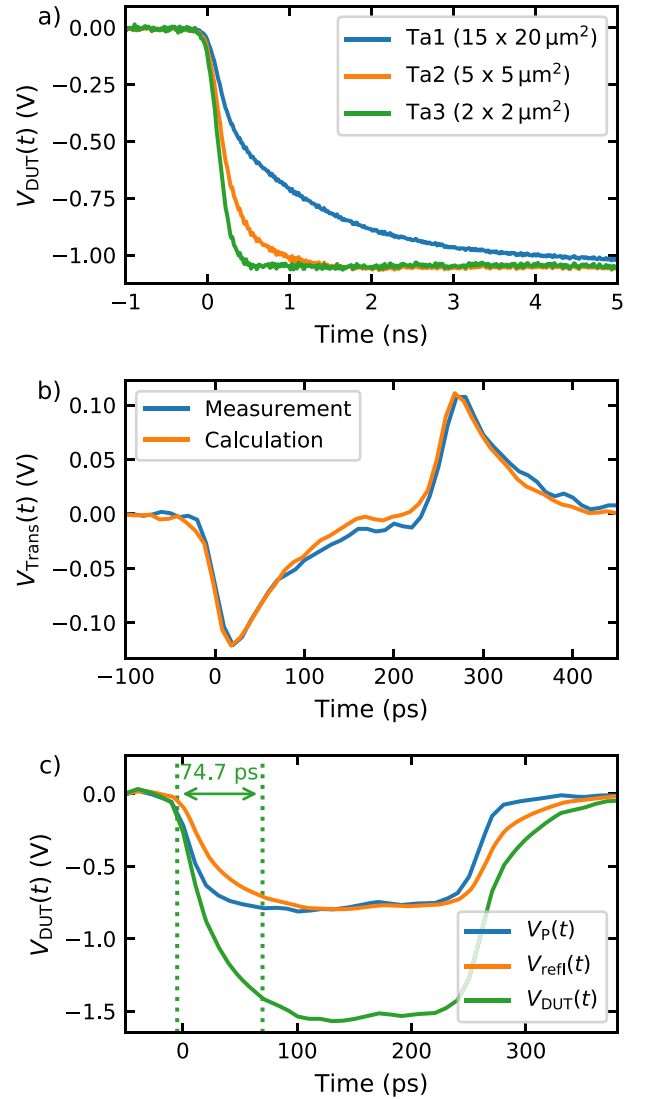 a)
0.00
−0.25
−0.50
−0.75
−1.00
V_DUT(t) (V)
Ta1 (15 x 20 μm²)
Ta2 (5 x 5 μm²)
Ta3 (2 x 2 μm²)
−1 0 1 2 3 4 5
Time (ns)
b)
0.10
0.05
0.00
−0.05
−0.10
V_Trans(t) (V)
Measurement
Calculation
−100 0 100 200 300 400
Time (ps)
c)
74.7 ps
0.0
−0.5
−1.0
−1.5
V_DUT(t) (V)
V_P(t)
V_refl(t)
V_DUT(t)
0 100 200 300
Time (ps)